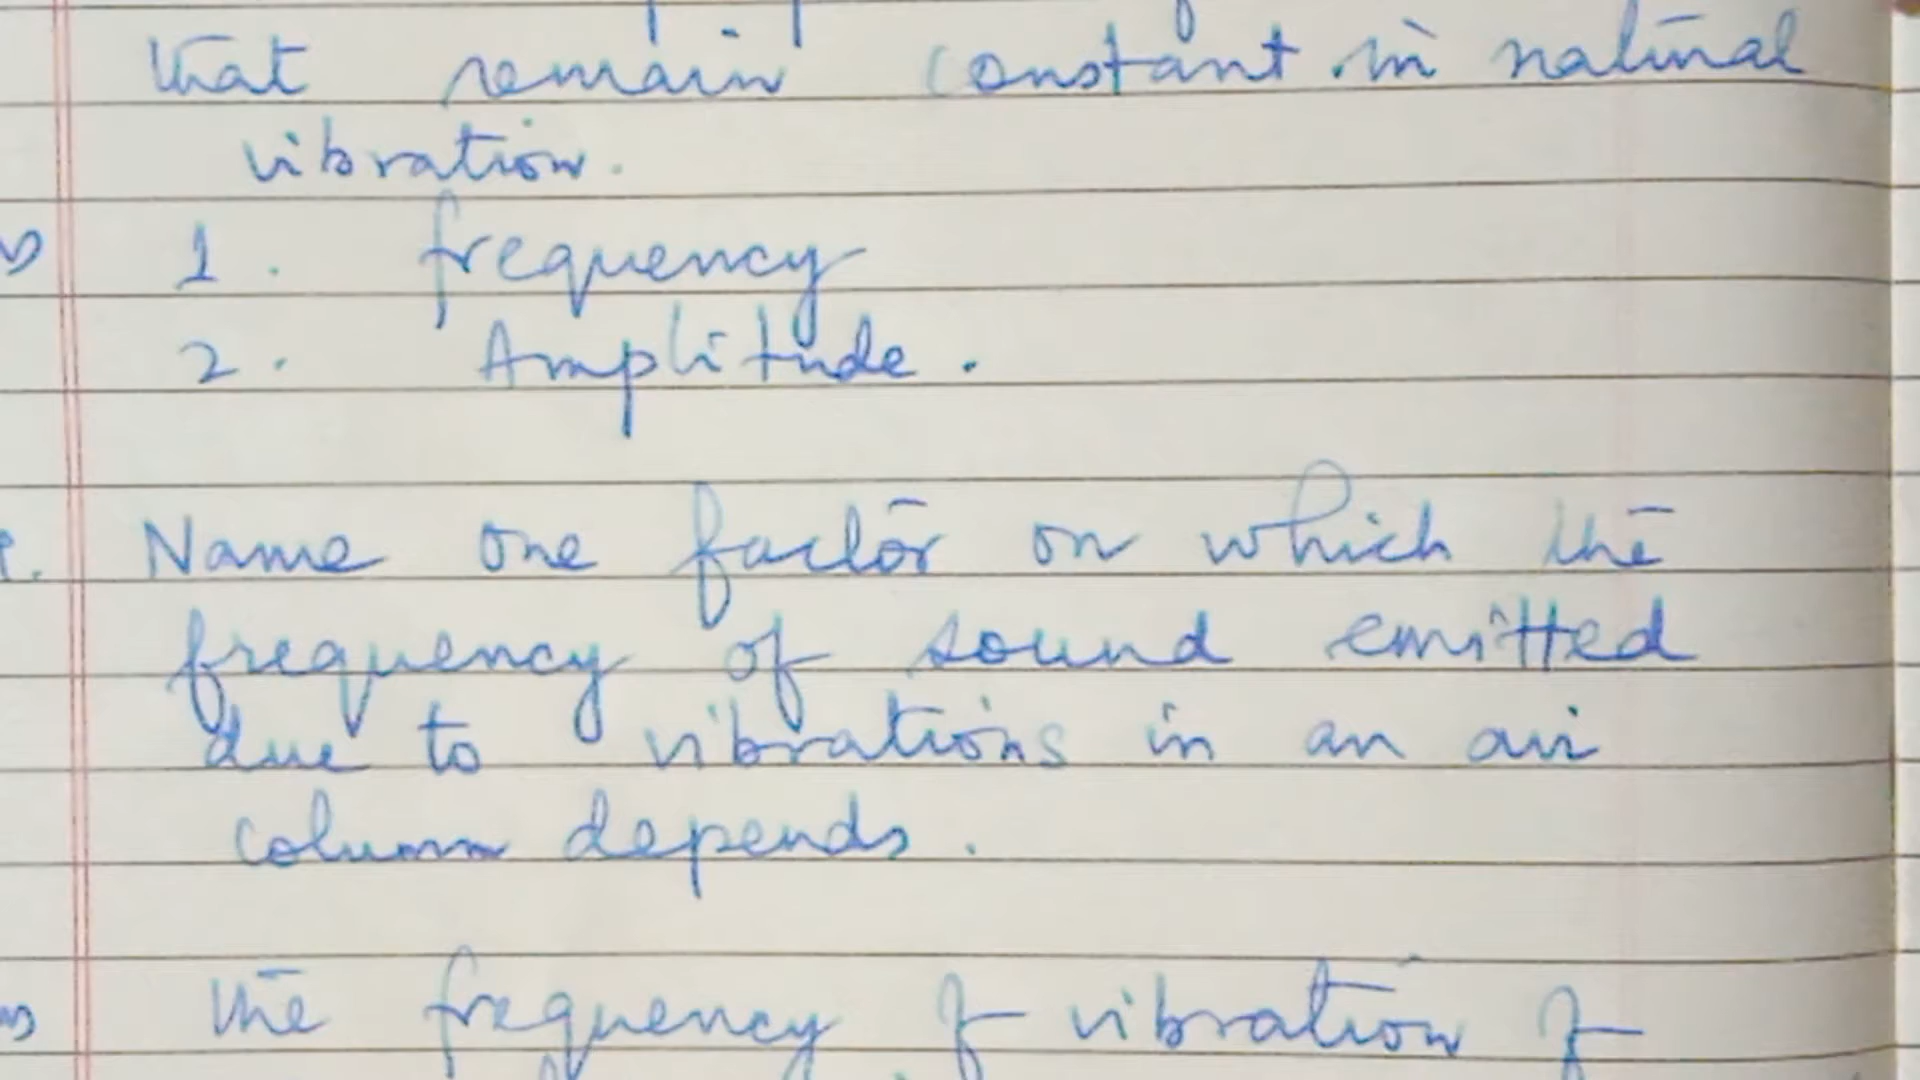 that remain constant in natural
vibration.
1. frequency
2. Amplitude.
Name one factor on which the
frequency of sound emitted
due to vibrations in an air
column depends.
the frequency of vibration of